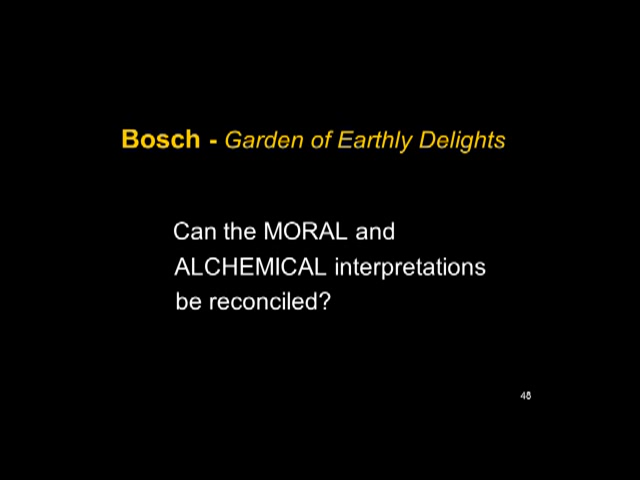 Bosch - Garden of Earthly Delights
Can the MORAL and
ALCHEMICAL interpretations
be reconciled?
48